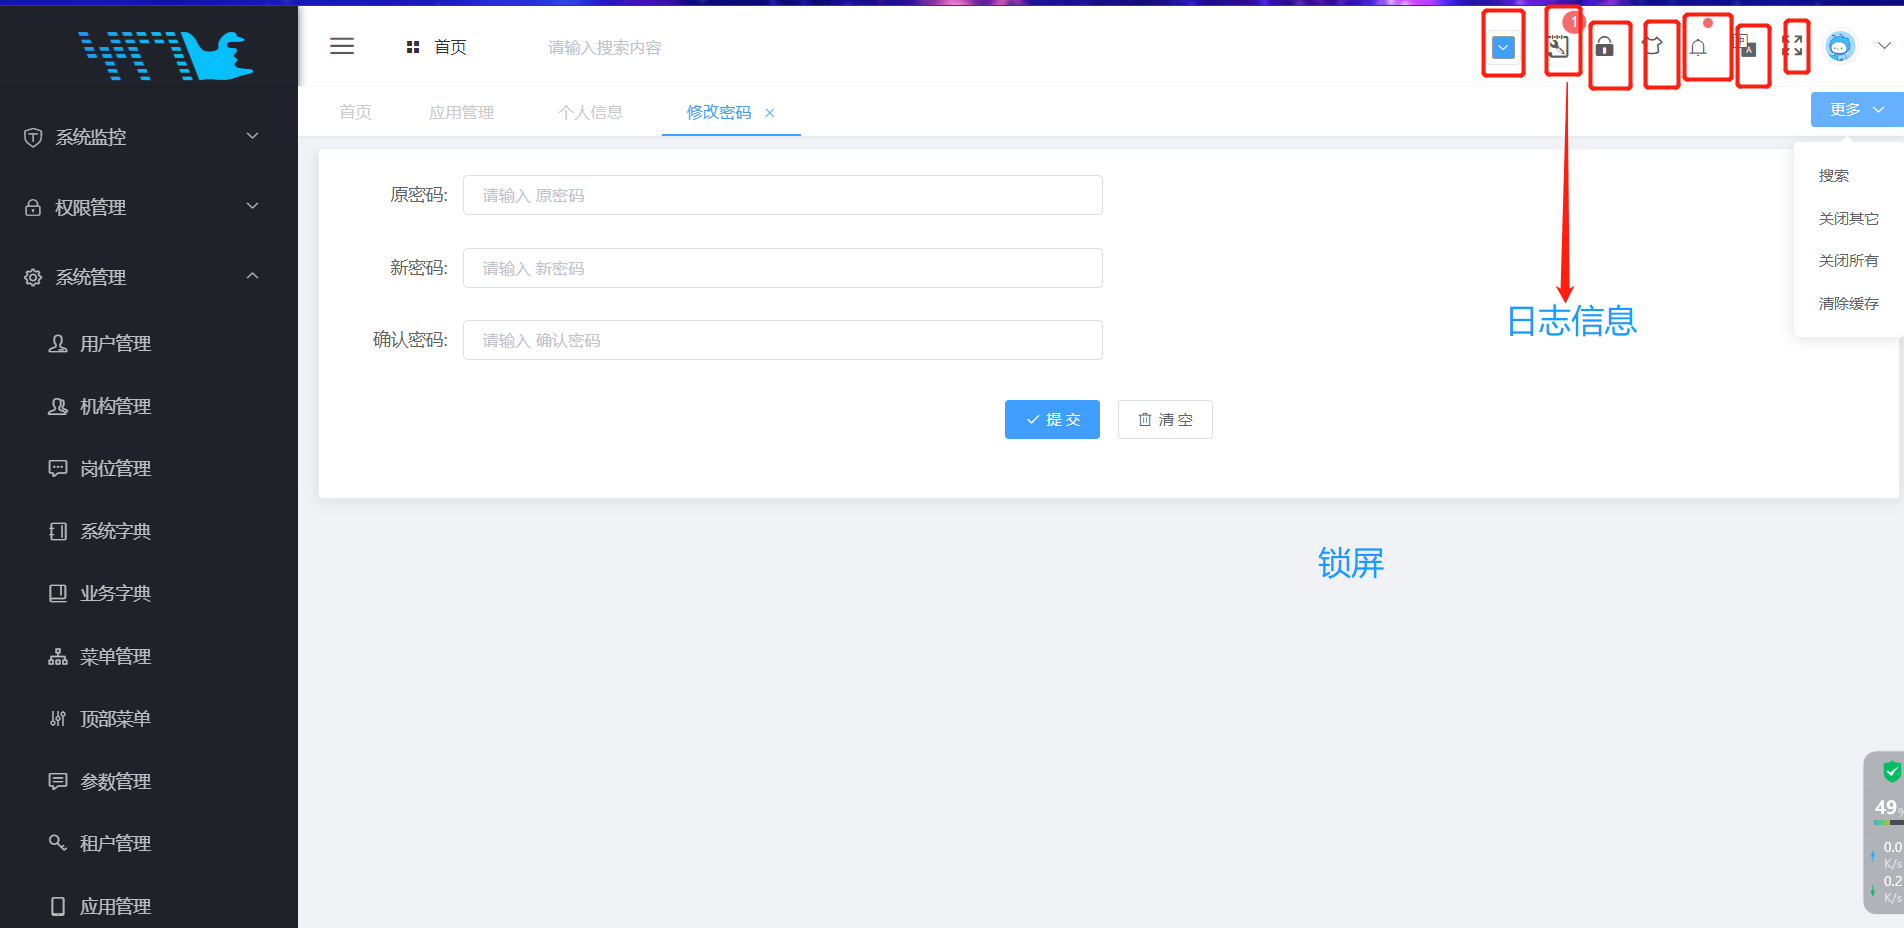 首页
请输入搜索内容
1
A
首页
应用管理
个人信息
修改密码
更多
搜索
关闭其它
关闭所有
清除缓存
系统监控
权限管理
系统管理
用户管理
机构管理
岗位管理
系统字典
业务字典
菜单管理
顶部菜单
参数管理
租户管理
应用管理
原密码:
请输入 原密码
新密码:
请输入 新密码
确认密码:
请输入 确认密码
提 交
清 空
日志信息
锁屏
49%
0.0
K/s
0.2
K/s